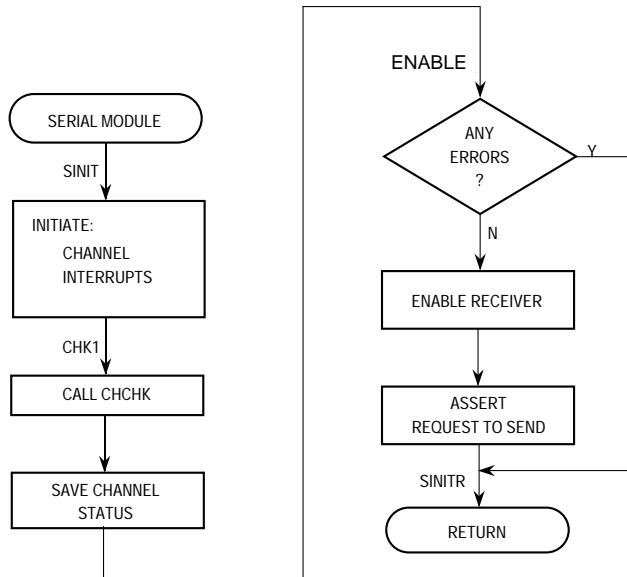 SERIAL MODULE
SINIT
INITIATE:
CHANNEL
INTERRUPTS
CHK1
CALL CHCHK
SAVE CHANNEL
STATUS
ENABLE
ANY
ERRORS
?
Y
N
ENABLE RECEIVER
ASSERT
REQUEST TO SEND
SINITR
RETURN